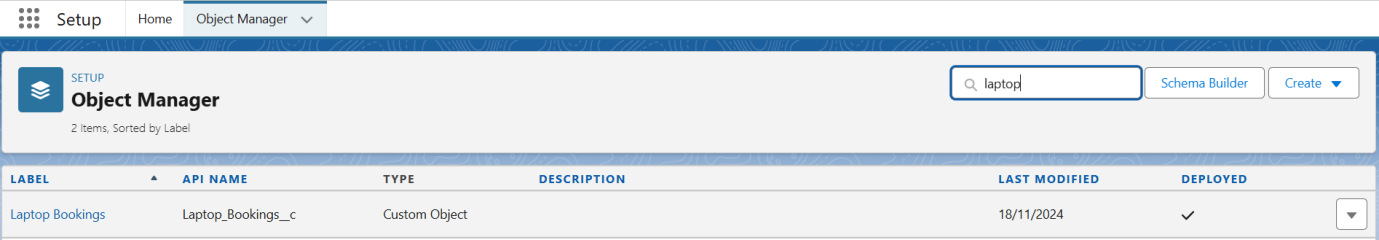 Setup Home Object Manager
SETUP
Object Manager
2 Items, Sorted by Label
laptop Schema Builder Create
LABEL API NAME TYPE DESCRIPTION LAST MODIFIED DEPLOYED
Laptop Bookings Laptop_Bookings__c Custom Object 18/11/2024